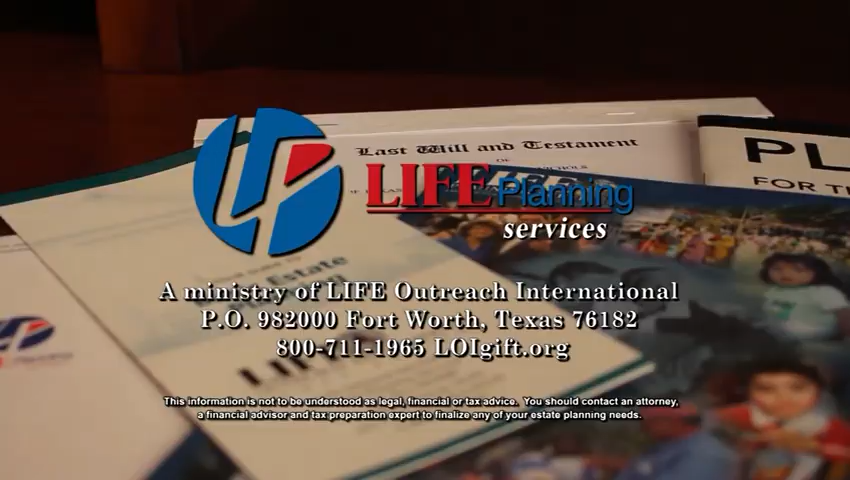 Last Will and Testament
OF
PL
FOR TH
LIFE Planning
services
Estate
A ministry of LIFE Outreach International
P.O. 982000 Fort Worth, Texas 76182
800-711-1965 LOIgift.org
This information is not to be understood as legal, financial or tax advice. You should contact an attorney,
a financial advisor and tax preparation expert to finalize any of your estate planning needs.